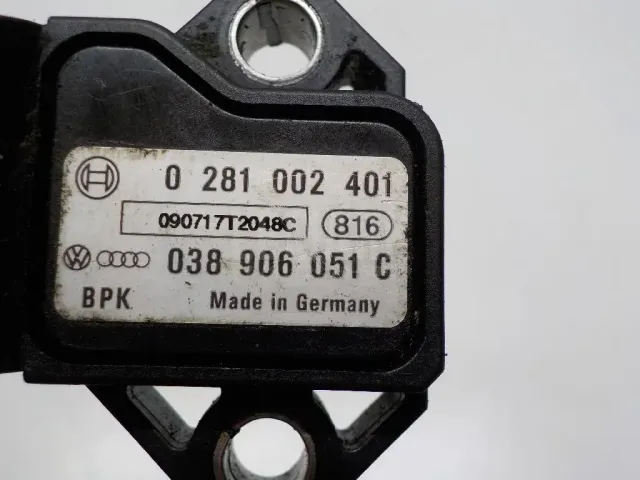 0 281 002 401
090717T2048C 816
038 906 051 C
BPK Made in Germany